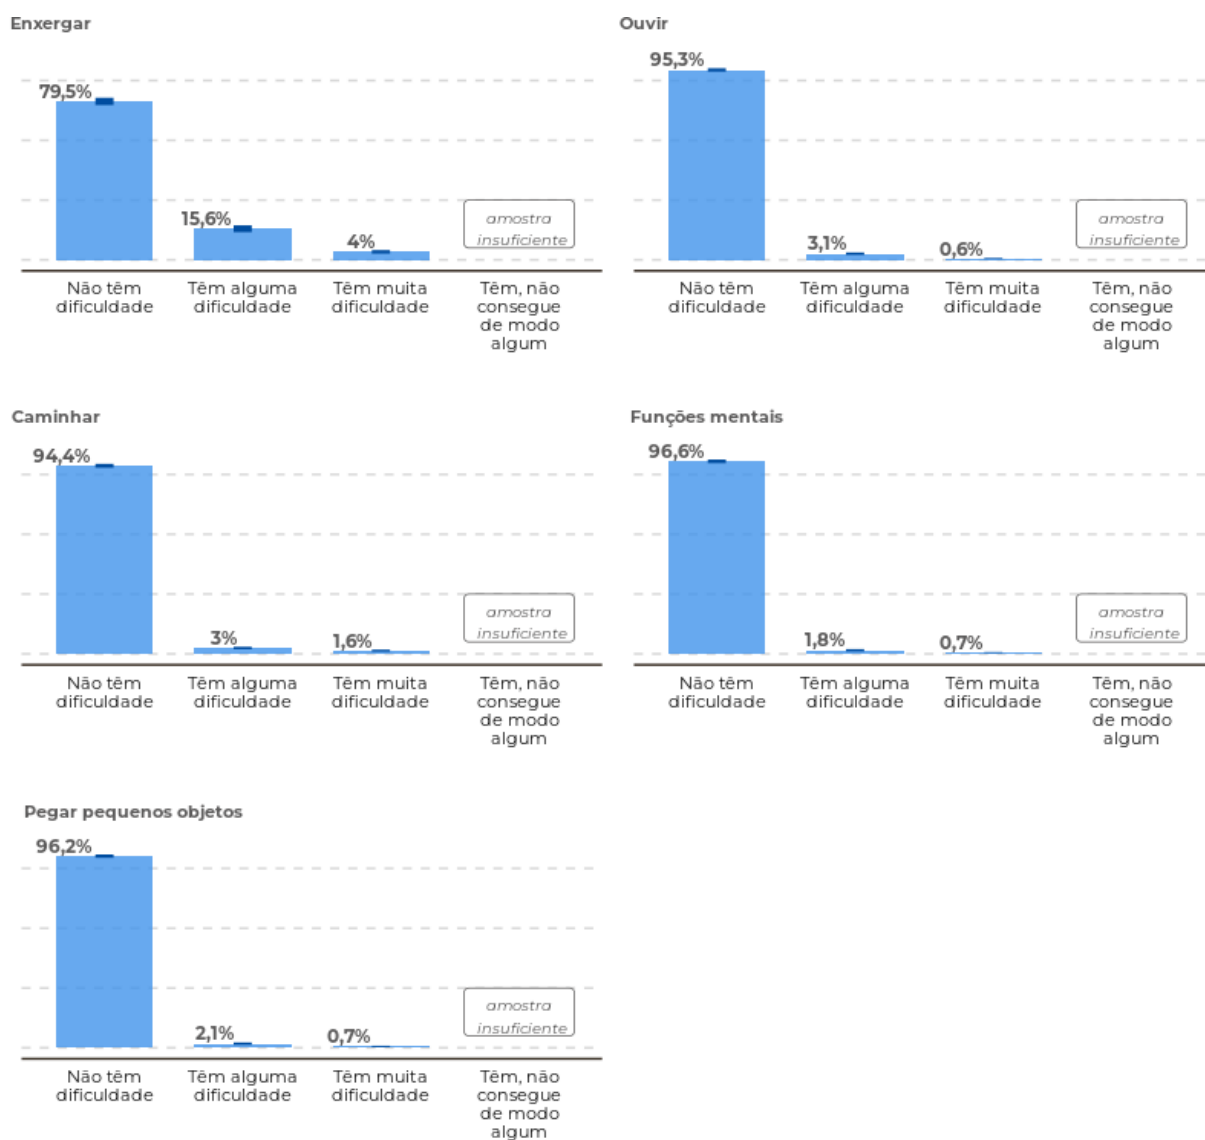 Enxergar
79,5%
15,6%
4%
amostra
insuficiente
Não têm
dificuldade
Têm alguma
dificuldade
Têm muita
dificuldade
Têm, não
consegue
de modo
algum
Ouvir
95,3%
3,1%
0,6%
amostra
insuficiente
Não têm
dificuldade
Têm alguma
dificuldade
Têm muita
dificuldade
Têm, não
consegue
de modo
algum
Caminhar
94,4%
3%
1,6%
amostra
insuficiente
Não têm
dificuldade
Têm alguma
dificuldade
Têm muita
dificuldade
Têm, não
consegue
de modo
algum
Funções mentais
96,6%
1,8%
0,7%
amostra
insuficiente
Não têm
dificuldade
Têm alguma
dificuldade
Têm muita
dificuldade
Têm, não
consegue
de modo
algum
Pegar pequenos objetos
96,2%
2,1%
0,7%
amostra
insuficiente
Não têm
dificuldade
Têm alguma
dificuldade
Têm muita
dificuldade
Têm, não
consegue
de modo
algum